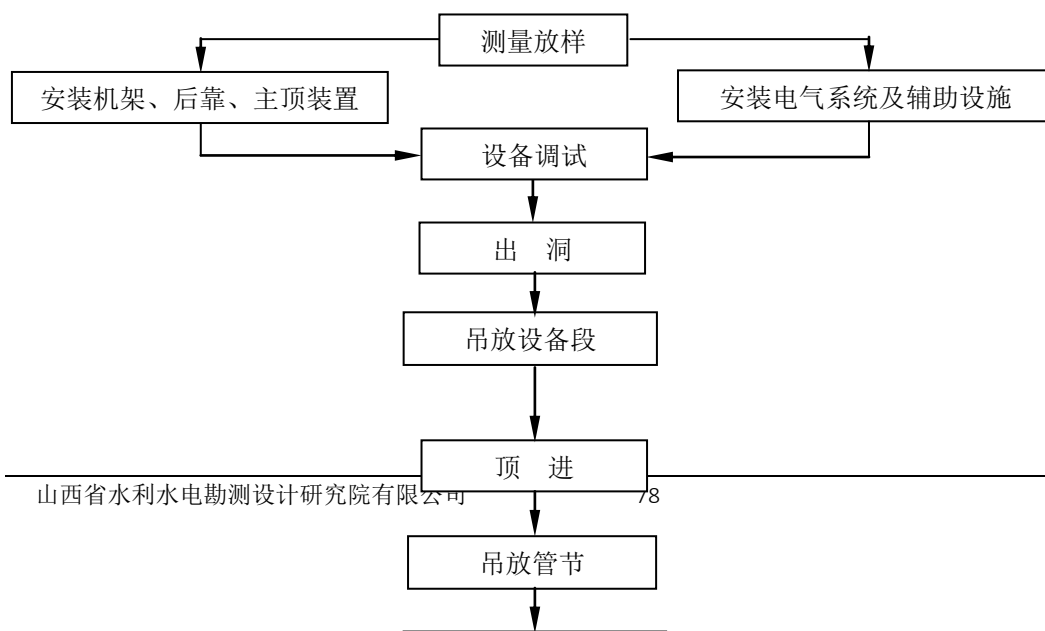 测量放样
安装机架、后靠、主顶装置
安装电气系统及辅助设施
设备调试
出 洞
吊放设备段
顶 进
山西省水利水电勘测设计研究院有限公司 78
吊放管节